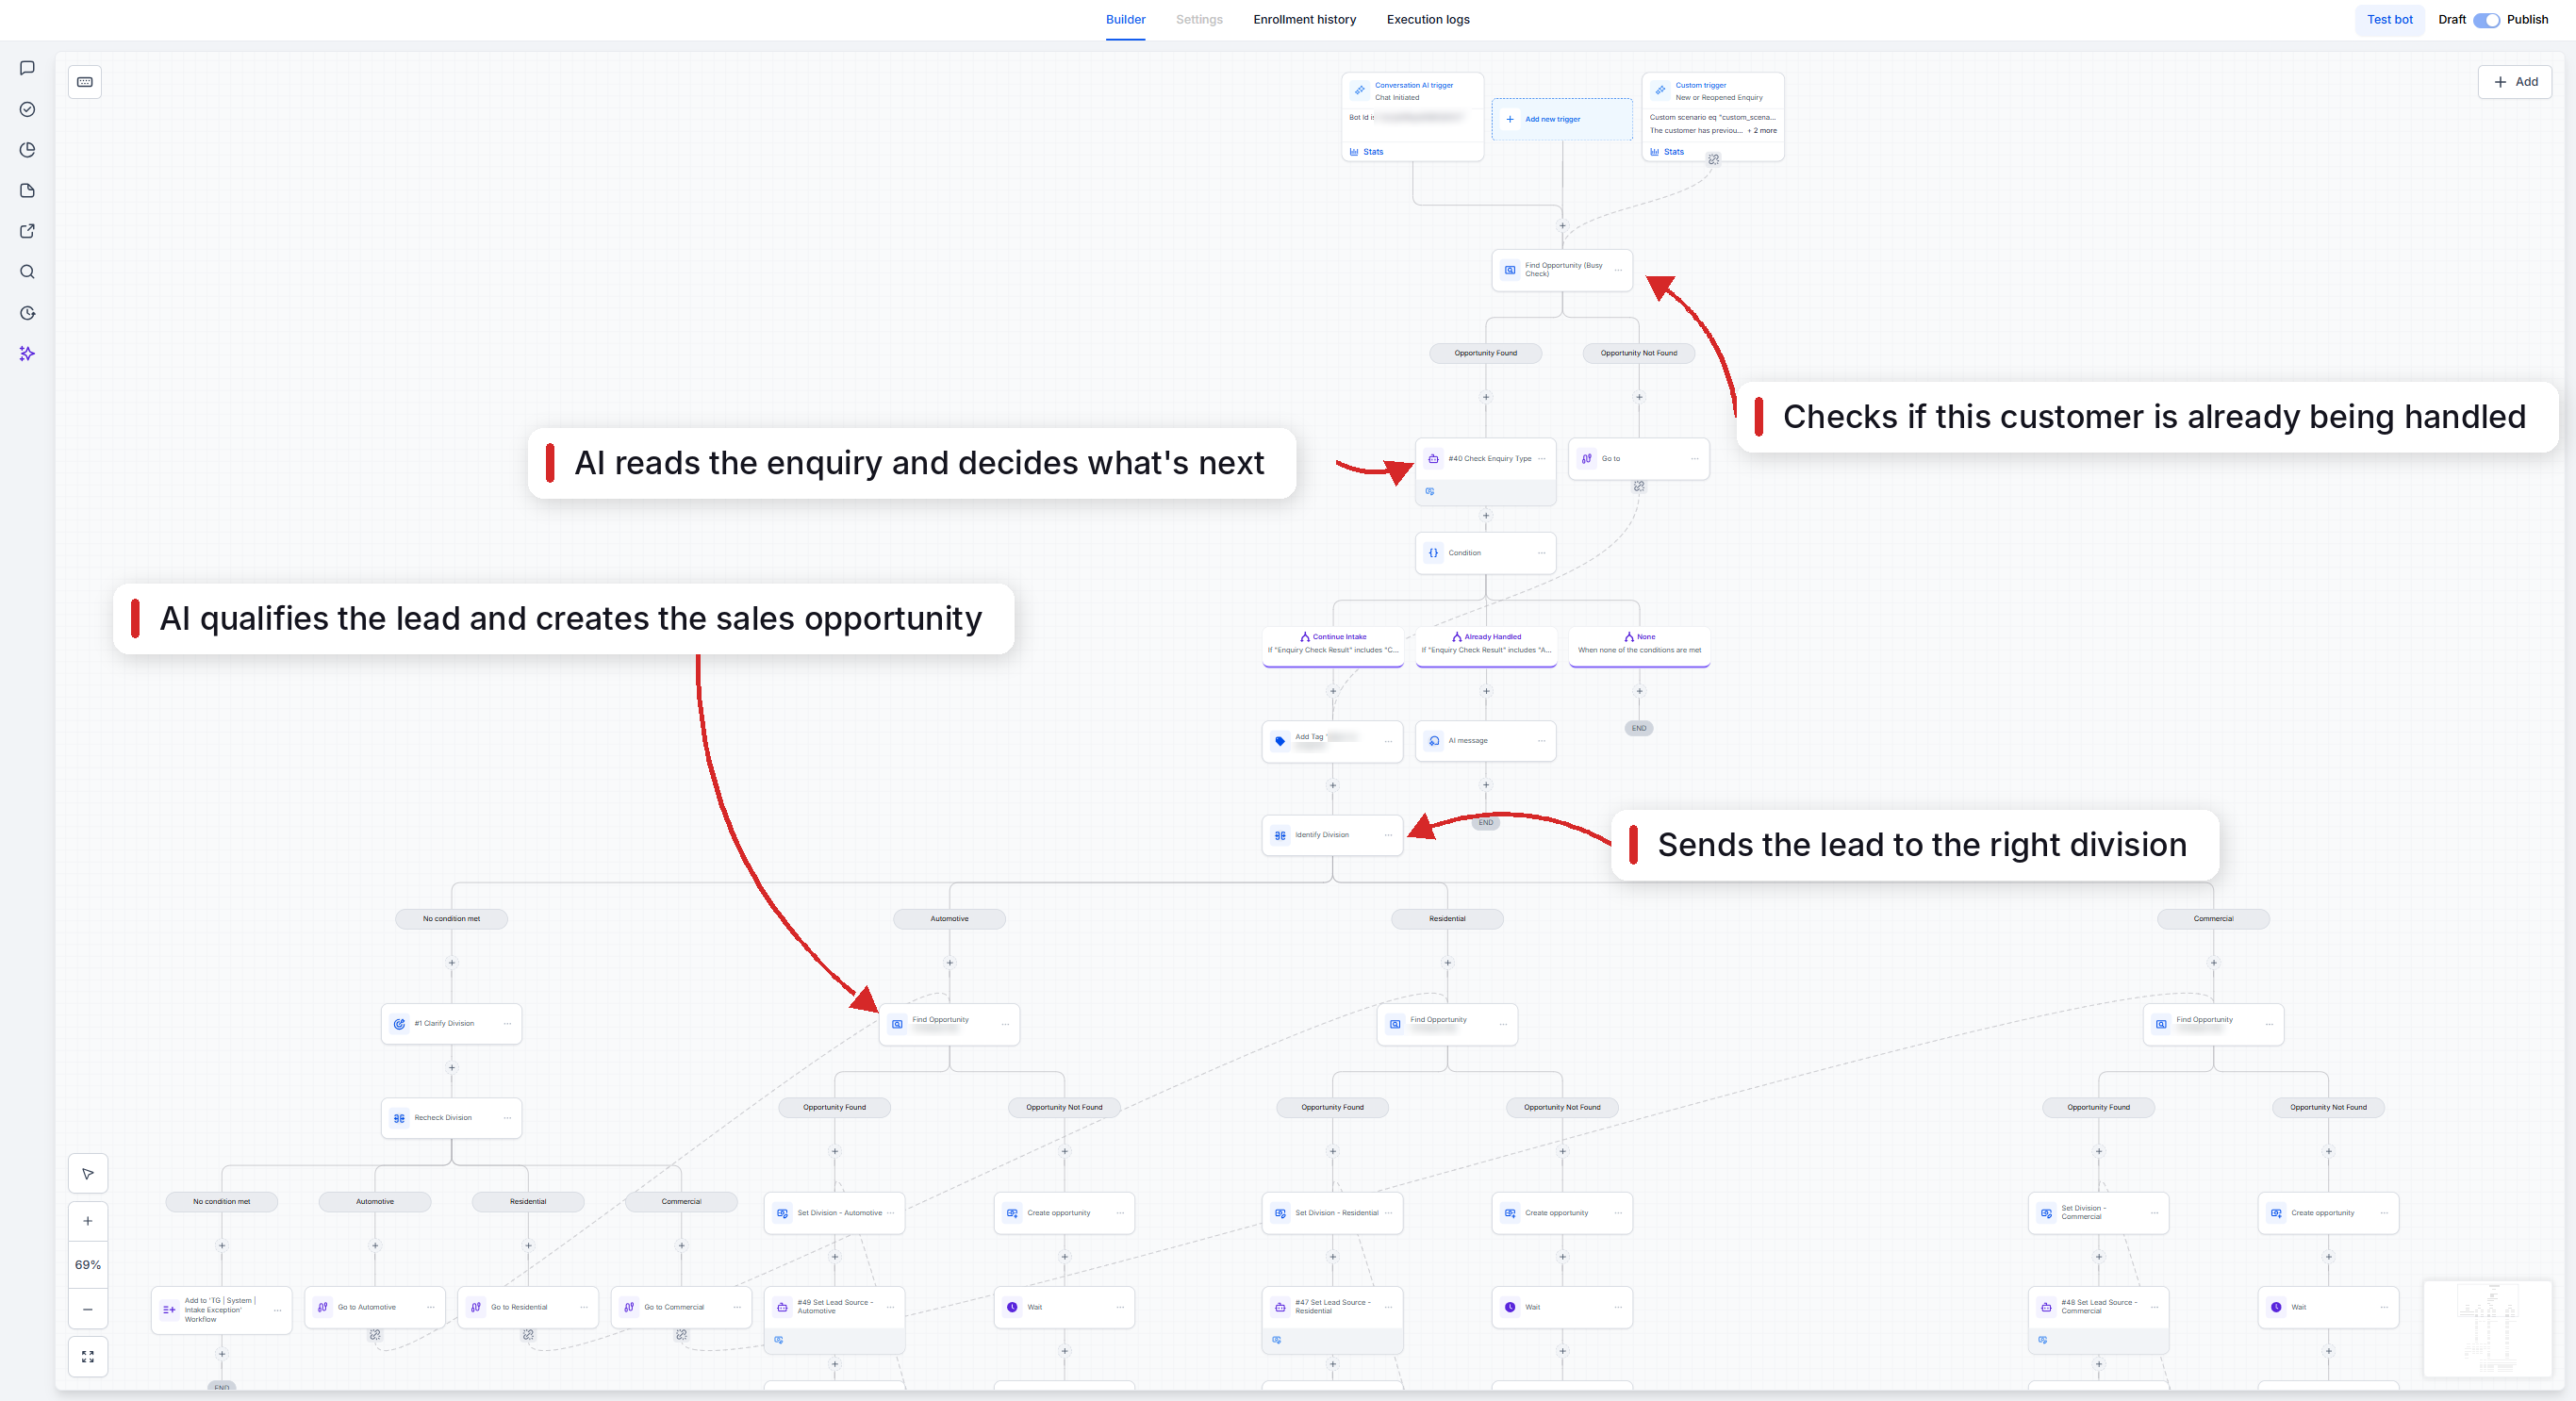 Builder
Settings
Enrollment history
Execution logs
Test bot
Draft
Publish
Add
Conversation AI trigger
Chat Initiated
Bot Id is
Stats
Add new trigger
Custom trigger
New or Reopened Enquiry
Custom scenario eq "custom_scena...
The customer has previou... + 2 more
Stats
Find Opportunity (Busy
Check)
Opportunity Found
Opportunity Not Found
Checks if this customer is already being handled
AI reads the enquiry and decides what's next
#40 Check Enquiry Type
Go to
Condition
AI qualifies the lead and creates the sales opportunity
Continue Intake
If "Enquiry Check Result" includes "C...
Already Handled
If "Enquiry Check Result" includes "A...
None
When none of the conditions are met
Add Tag
AI message
END
Identify Division
END
Sends the lead to the right division
No condition met
Automotive
Residential
Commercial
#1 Clarify Division
Find Opportunity
Find Opportunity
Find Opportunity
Recheck Division
Opportunity Found
Opportunity Not Found
Opportunity Found
Opportunity Not Found
Opportunity Found
Opportunity Not Found
No condition met
Automotive
Residential
Commercial
Set Division - Automotive
Create opportunity
Set Division - Residential
Create opportunity
Set Division -
Commercial
Create opportunity
69%
Add to 'TG | System |
Intake Exception'
Workflow
Go to Automotive
Go to Residential
Go to Commercial
#49 Set Lead Source -
Automotive
Wait
#47 Set Lead Source -
Residential
Wait
#48 Set Lead Source -
Commercial
Wait
END